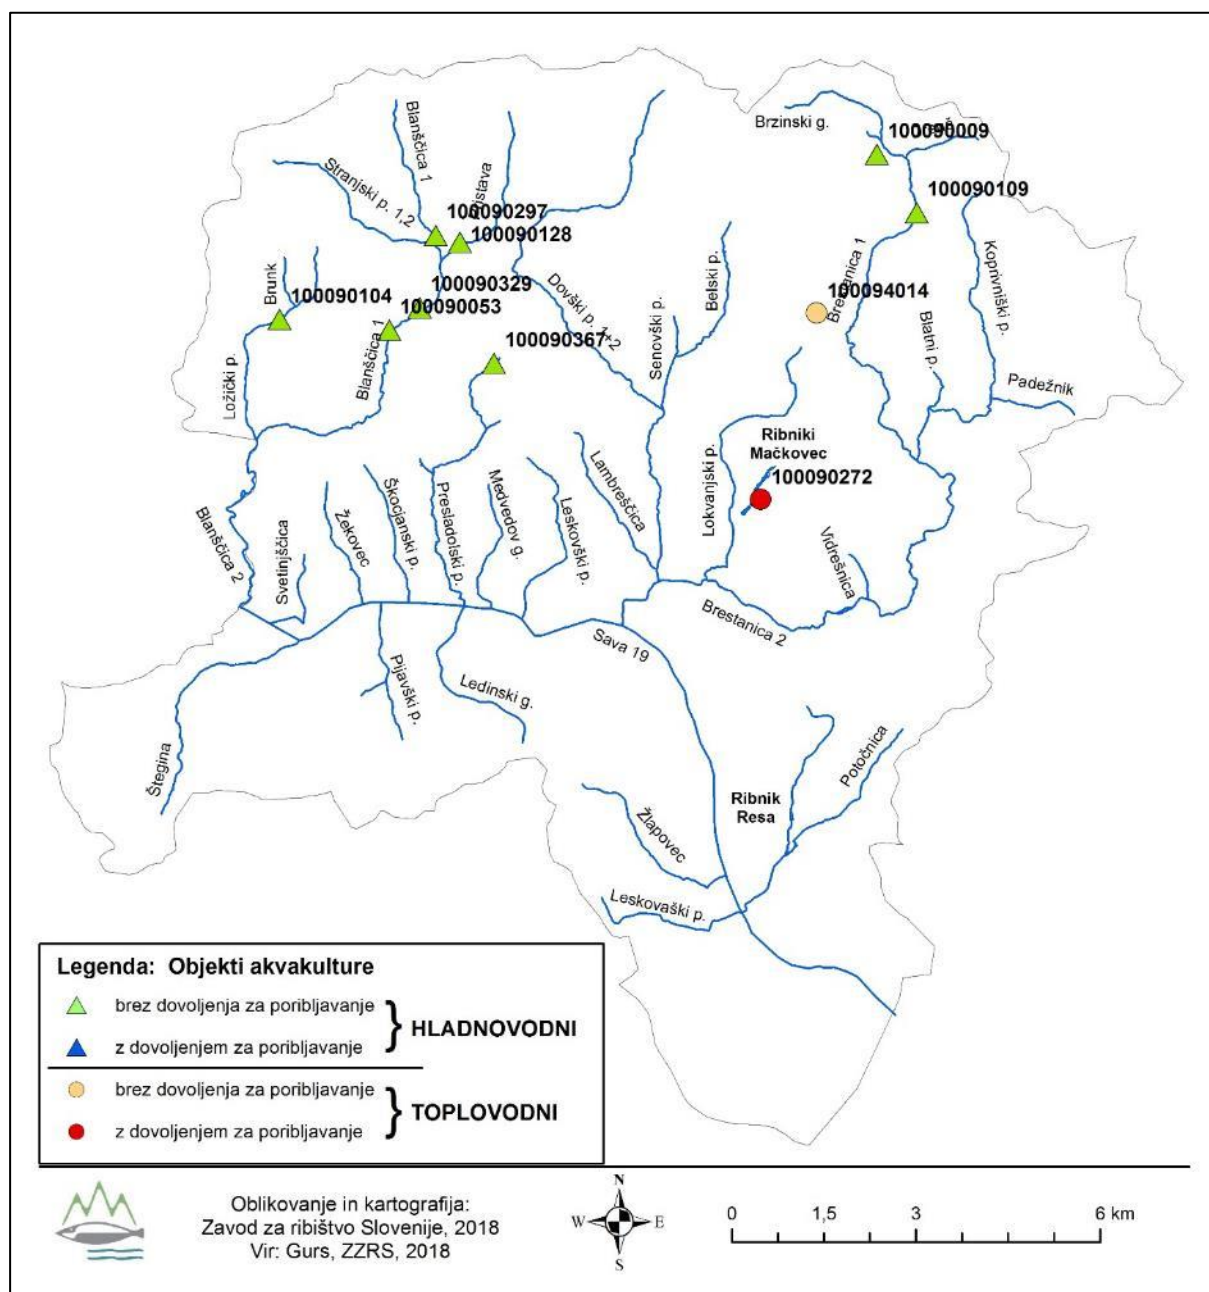 Brzinski g.
100090009
Blanščica 1
Stranjski p. 1,2
100090109
100090297
100090128
Koprivniški p.
Brestanica 1
Belski p.
Brunk
100090329
100090104
100090053
Dovški p. 1+2
100094014
Blatni p.
Senovški p.
100090367
Ložički p.
Blanščica 1
Padežnik
Ribniki
Mačkovec
100090272
Lambreščica
Lokvanjski p.
Medvedov g.
Škocjanski p.
Presladolski p.
Leskovški p.
Žekovec
Blanščica 2
Svetinjščica
Vidrešnica
Brestanica 2
Sava 19
Pijavški p.
Ledinski g.
Štegina
Potočnica
Ribnik
Resa
Žlapovec
Leskovaški p.
Legenda: Objekti akvakulture
brez dovoljenja za poribljavanje
HLADNOVODNI
z dovoljenjem za poribljavanje
brez dovoljenja za poribljavanje
TOPLOVODNI
z dovoljenjem za poribljavanje
Oblikovanje in kartografija:
Zavod za ribištvo Slovenije, 2018
Vir: Gurs, ZZRS, 2018
N
W
E
S
0
1,5
3
6 km